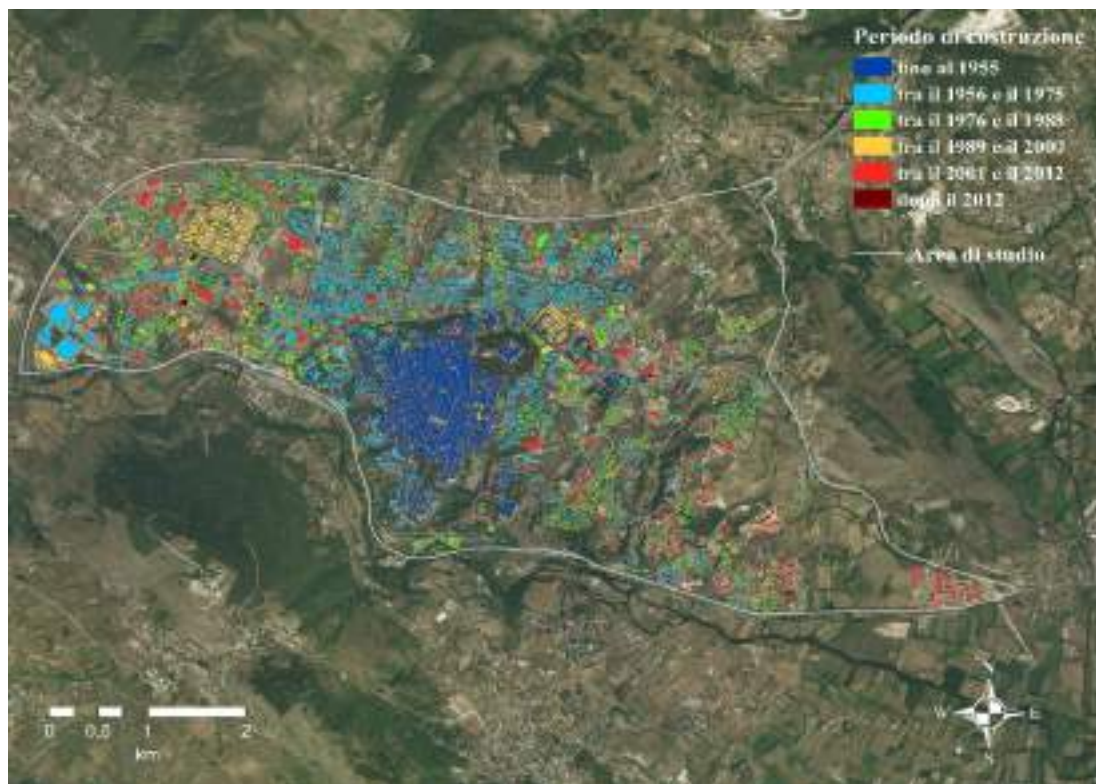 Periodo di costruzione
fino al 1955
tra il 1956 e il 1975
tra il 1976 e il 1988
tra il 1989 e il 2000
tra il 2001 e il 2012
dopo il 2012
Area di studio
W E
0 0,5 1 2
km